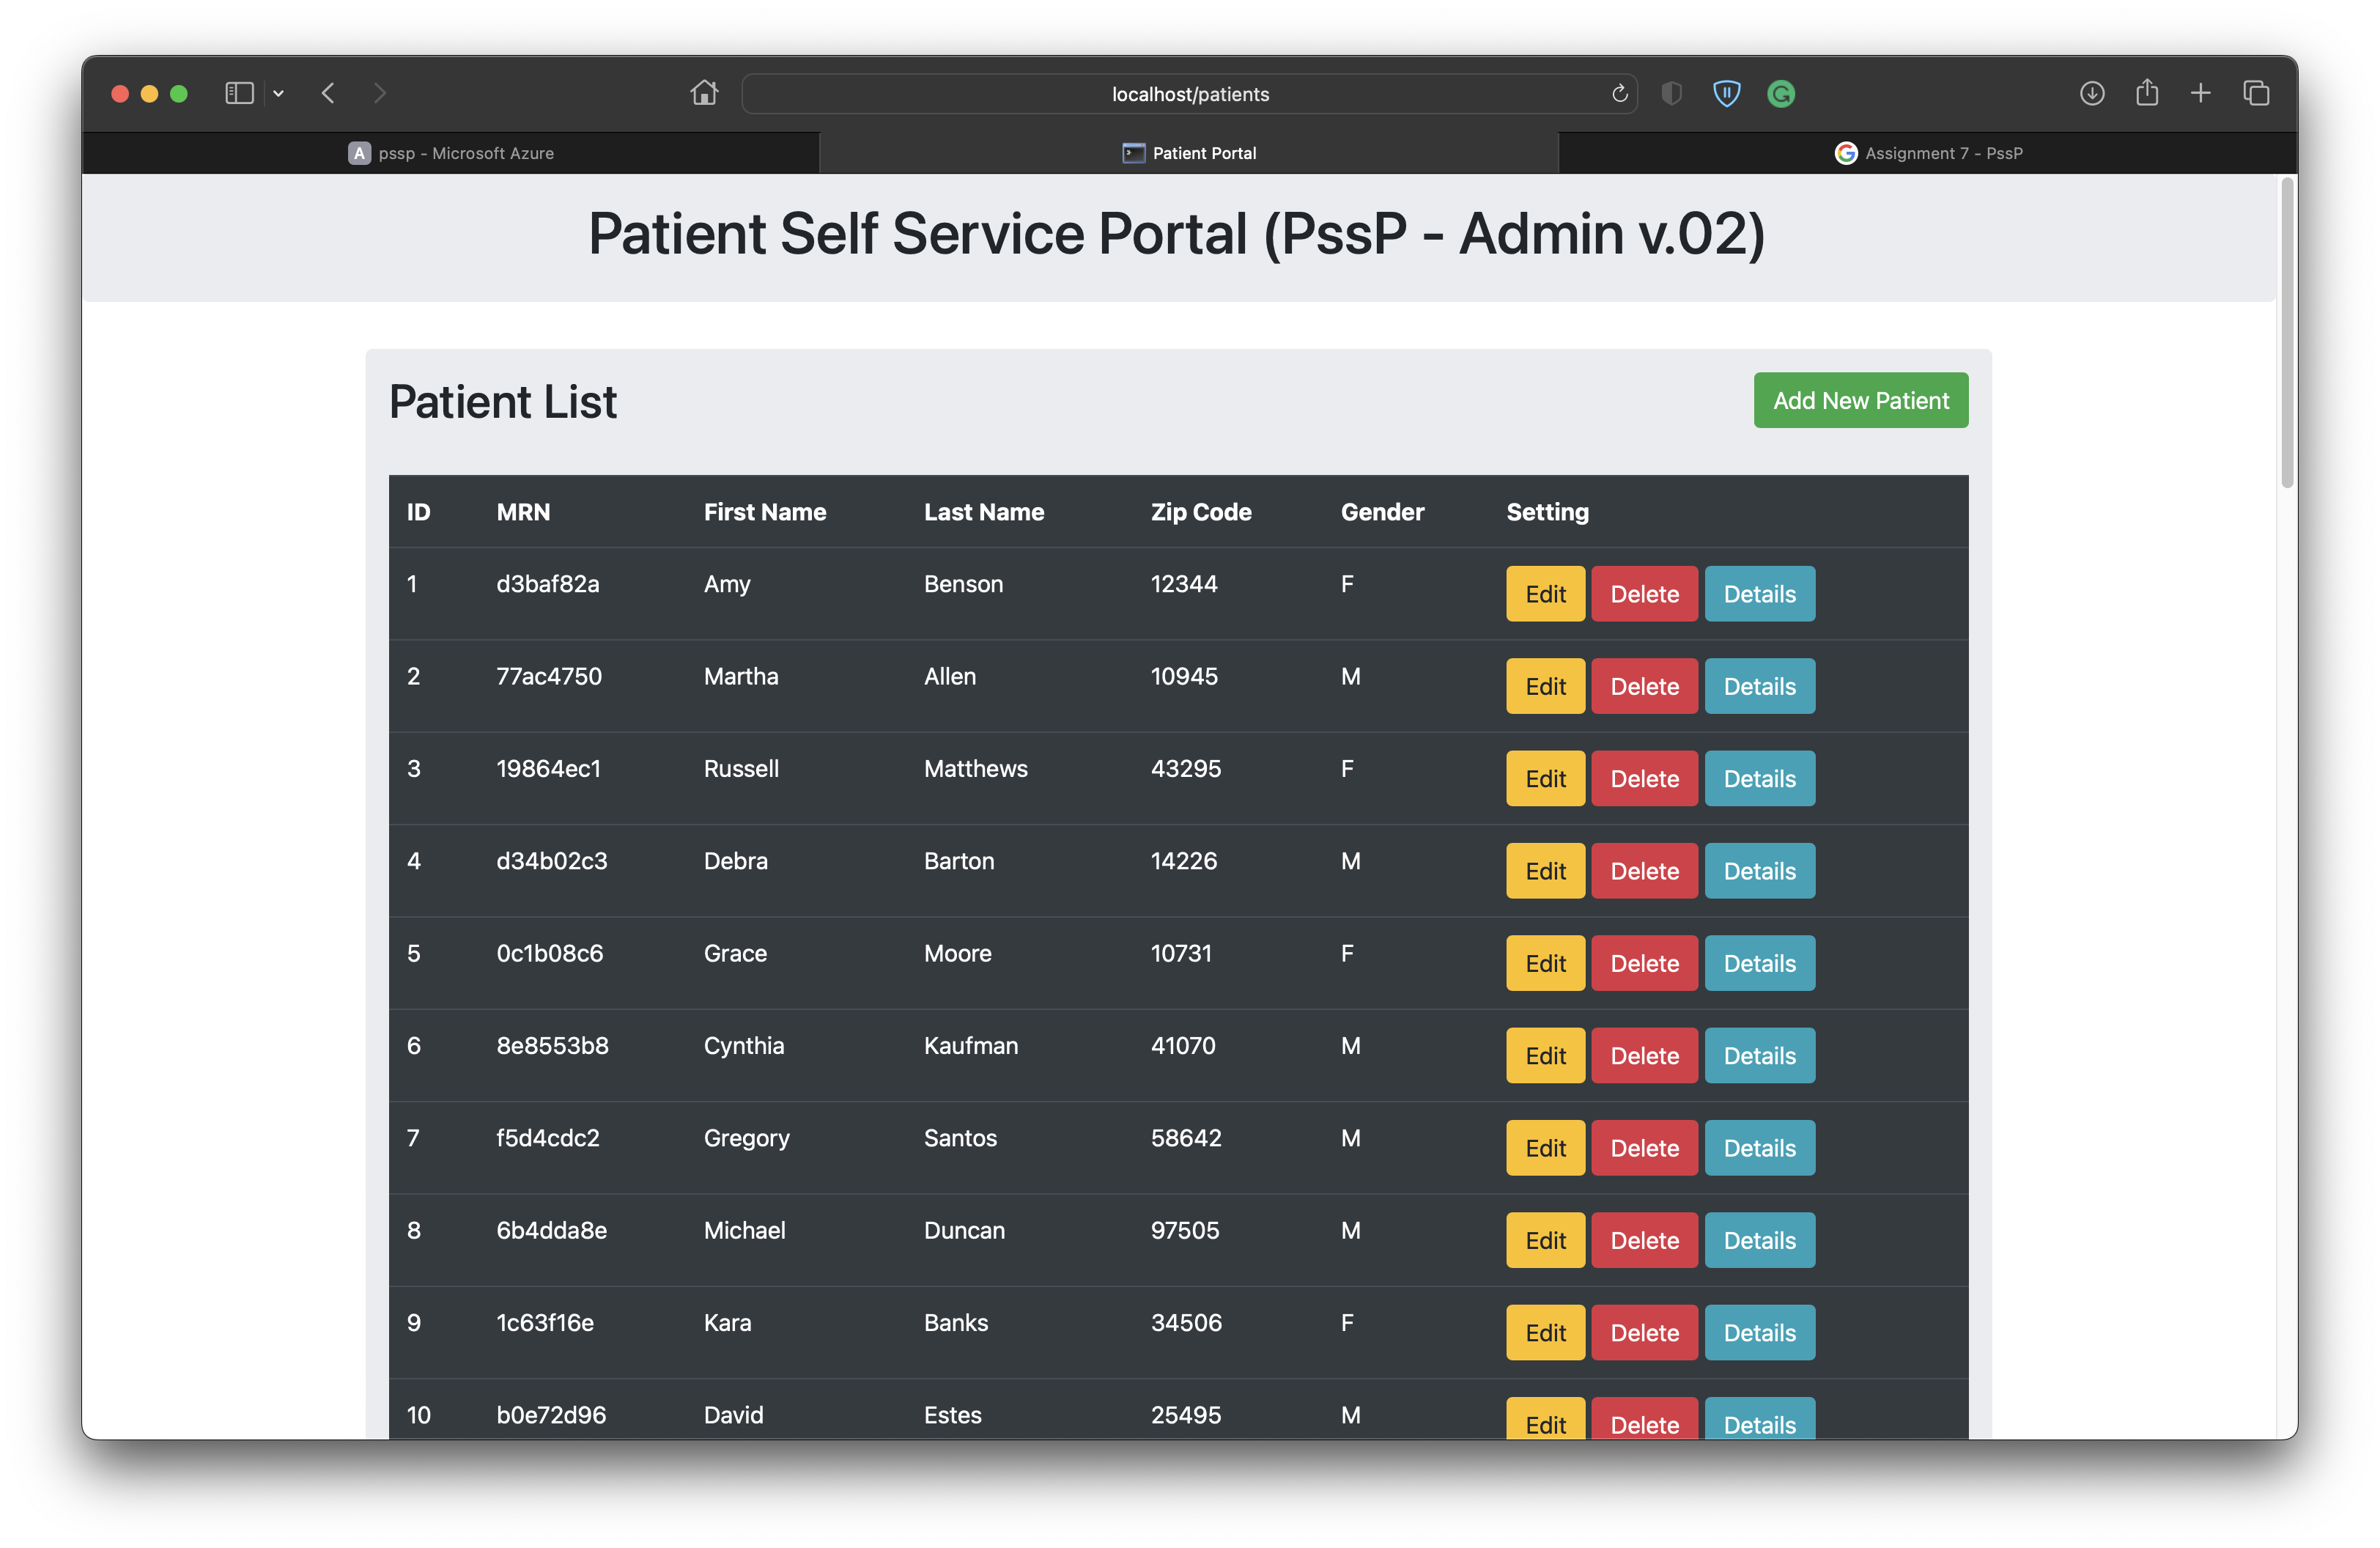 localhost/patients
A pssp - Microsoft Azure
Patient Portal
G Assignment 7 - PssP
Patient Self Service Portal (PssP - Admin v.02)
Patient List
Add New Patient
ID MRN First Name Last Name Zip Code Gender Setting
1 d3baf82a Amy Benson 12344 F Edit Delete Details
2 77ac4750 Martha Allen 10945 M Edit Delete Details
3 19864ec1 Russell Matthews 43295 F Edit Delete Details
4 d34b02c3 Debra Barton 14226 M Edit Delete Details
5 0c1b08c6 Grace Moore 10731 F Edit Delete Details
6 8e8553b8 Cynthia Kaufman 41070 M Edit Delete Details
7 f5d4cdc2 Gregory Santos 58642 M Edit Delete Details
8 6b4dda8e Michael Duncan 97505 M Edit Delete Details
9 1c63f16e Kara Banks 34506 F Edit Delete Details
10 b0e72d96 David Estes 25495 M Edit Delete Details